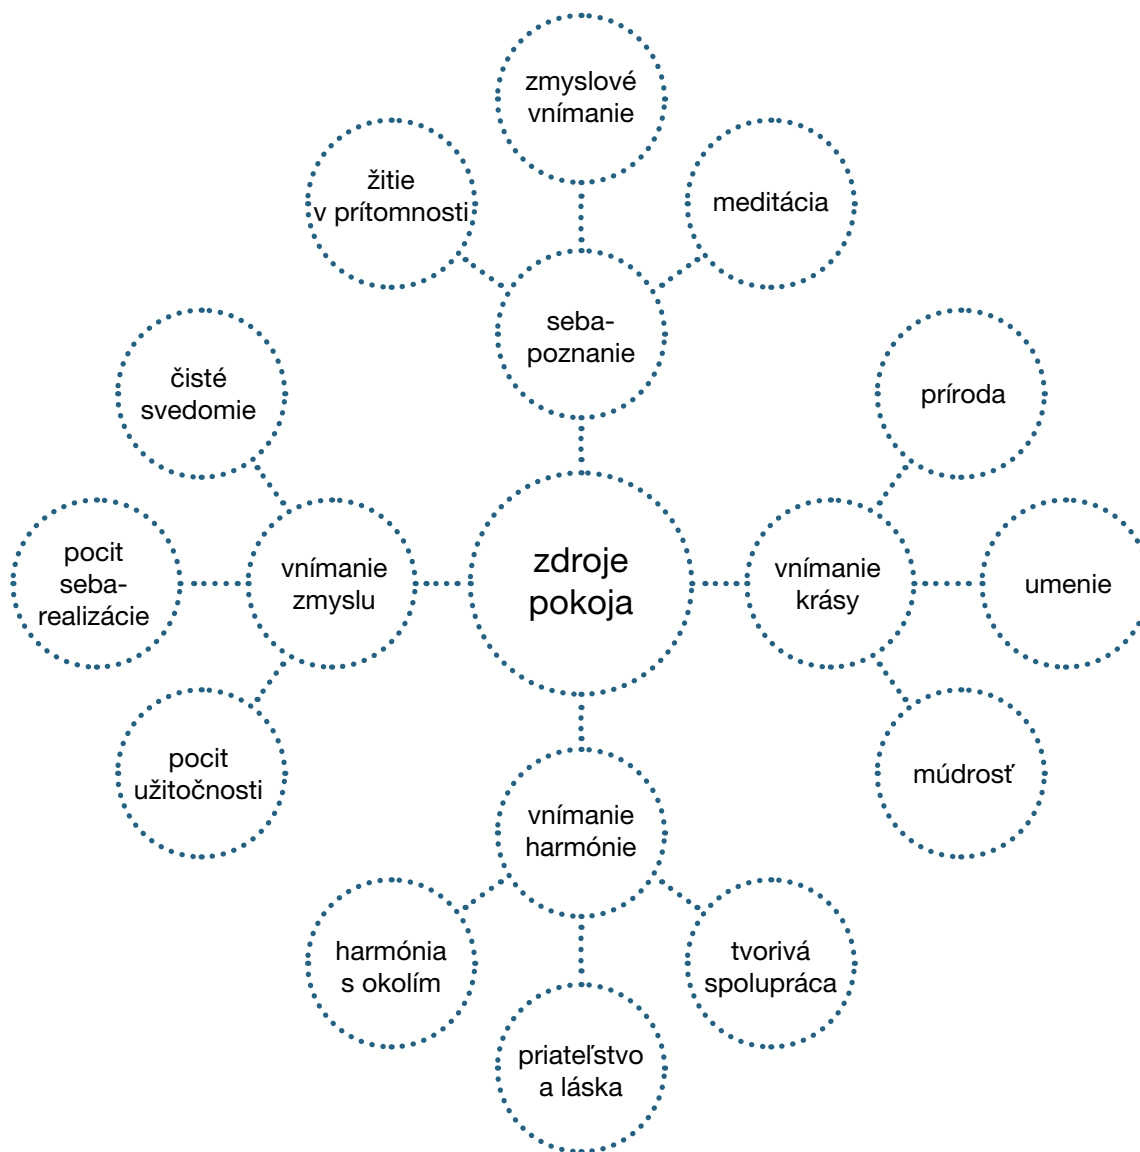 zmyslové
vnímanie
žitie
v prítomnosti
meditácia
seba-
poznanie
čisté
svedomie
príroda
pocit
seba-
realizácie
vnímanie
zmyslu
zdroje
pokoja
vnímanie
krásy
umenie
pocit
užitočnosti
múdrosť
vnímanie
harmónie
harmónia
s okolím
tvorivá
spolupráca
priateľstvo
a láska